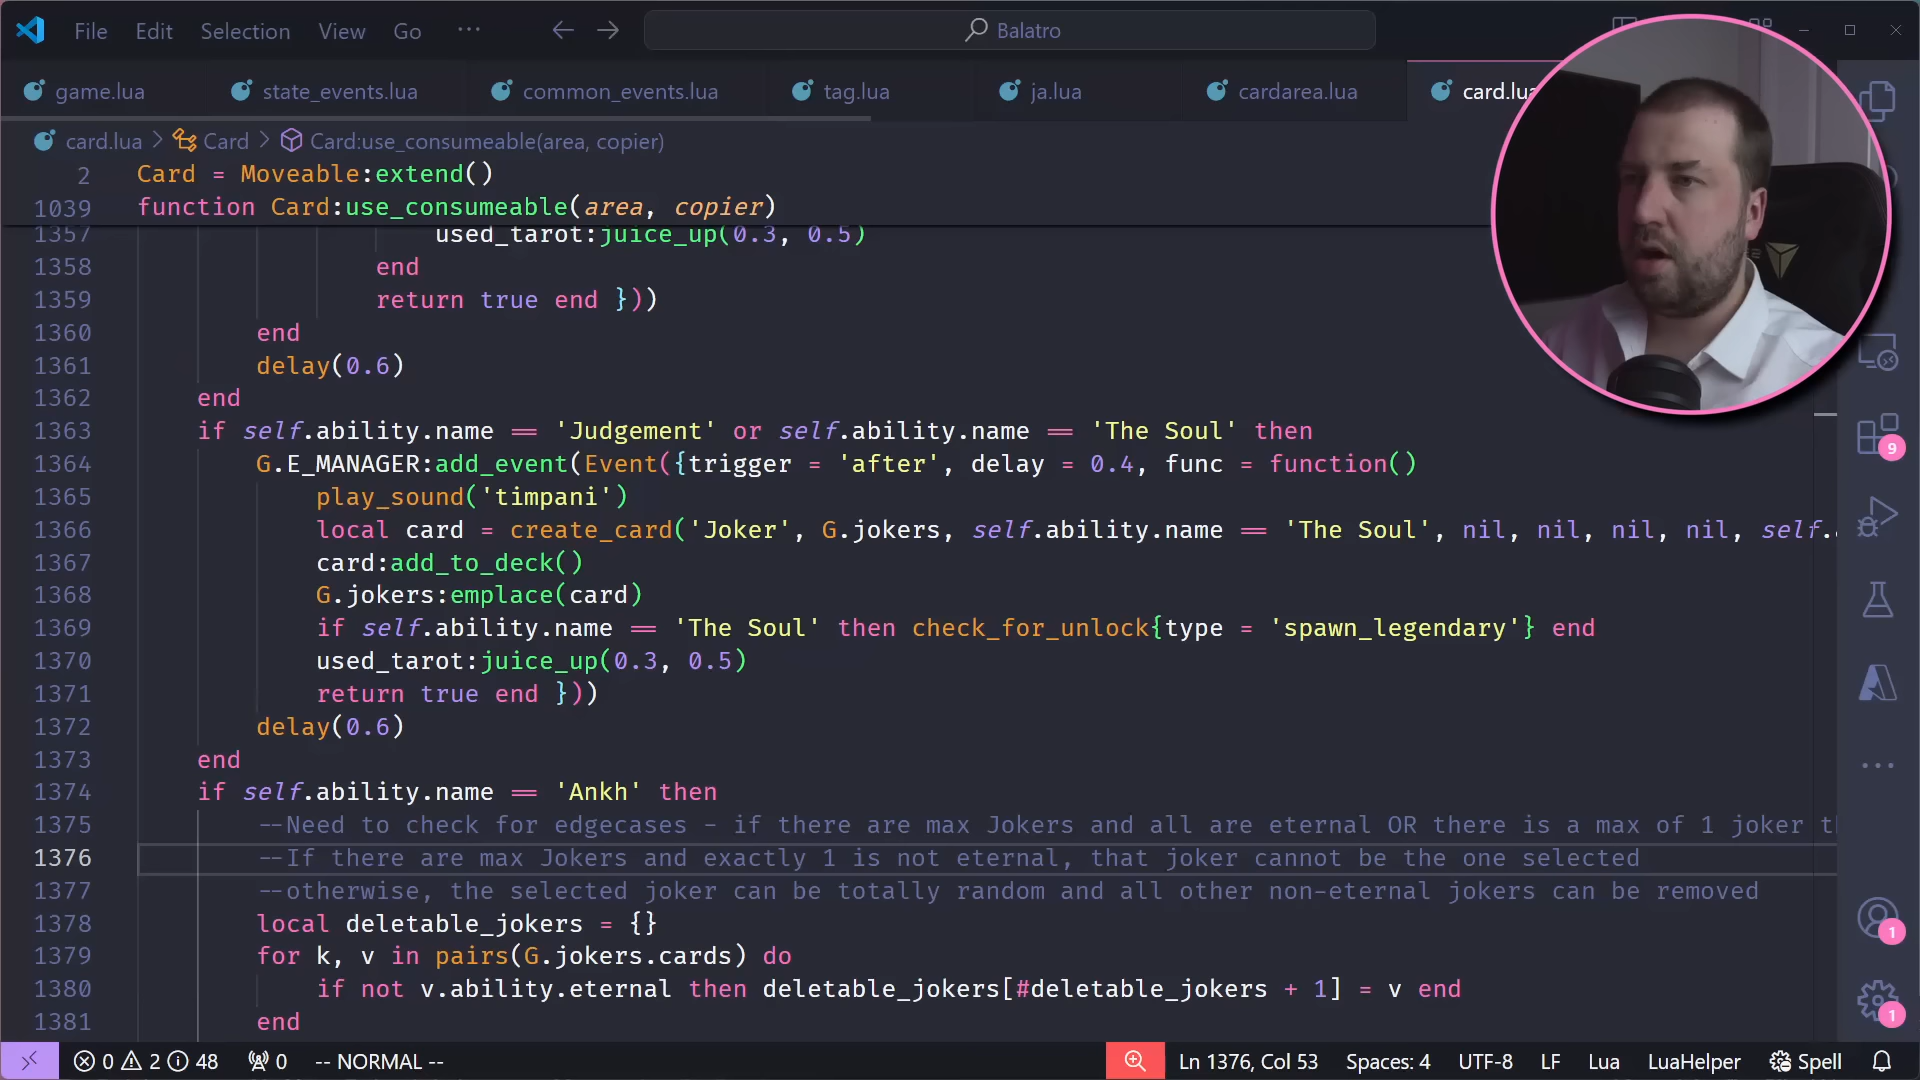 File Edit Selection View Go ··· Balatro
game.lua state_events.lua common_events.lua tag.lua ja.lua cardarea.lua card.lua
card.lua > Card > Card:use_consumeable(area, copier)
2 Card = Moveable:extend()
1039 function Card:use_consumeable(area, copier)
1357 used_tarot:juice_up(0.3, 0.5)
1358 end
1359 return true end }))
1360 end
1361 delay(0.6)
1362 end
1363 if self.ability.name == 'Judgement' or self.ability.name == 'The Soul' then
1364 G.E_MANAGER:add_event(Event({trigger = 'after', delay = 0.4, func = function()
1365 play_sound('timpani')
1366 local card = create_card('Joker', G.jokers, self.ability.name == 'The Soul', nil, nil, nil, nil, self.
1367 card:add_to_deck()
1368 G.jokers:emplace(card)
1369 if self.ability.name == 'The Soul' then check_for_unlock{type = 'spawn_legendary'} end
1370 used_tarot:juice_up(0.3, 0.5)
1371 return true end }))
1372 delay(0.6)
1373 end
1374 if self.ability.name == 'Ankh' then
1375 --Need to check for edgecases - if there are max Jokers and all are eternal OR there is a max of 1 joker
1376 --If there are max Jokers and exactly 1 is not eternal, that joker cannot be the one selected
1377 --otherwise, the selected joker can be totally random and all other non-eternal jokers can be removed
1378 local deletable_jokers = {}
1379 for k, v in pairs(G.jokers.cards) do
1380 if not v.ability.eternal then deletable_jokers[#deletable_jokers + 1] = v end
1381 end
9
1
1
0 2 48 0 -- NORMAL -- Ln 1376, Col 53 Spaces: 4 UTF-8 LF Lua LuaHelper Spell